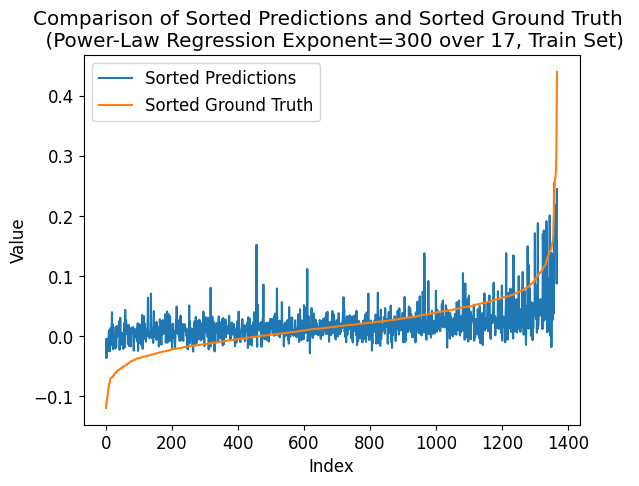 Comparison of Sorted Predictions and Sorted Ground Truth
(Power-Law Regression Exponent=300 over 17, Train Set)
Sorted Predictions
Sorted Ground Truth
Value
0.4
0.3
0.2
0.1
0.0
−0.1
0 200 400 600 800 1000 1200 1400
Index